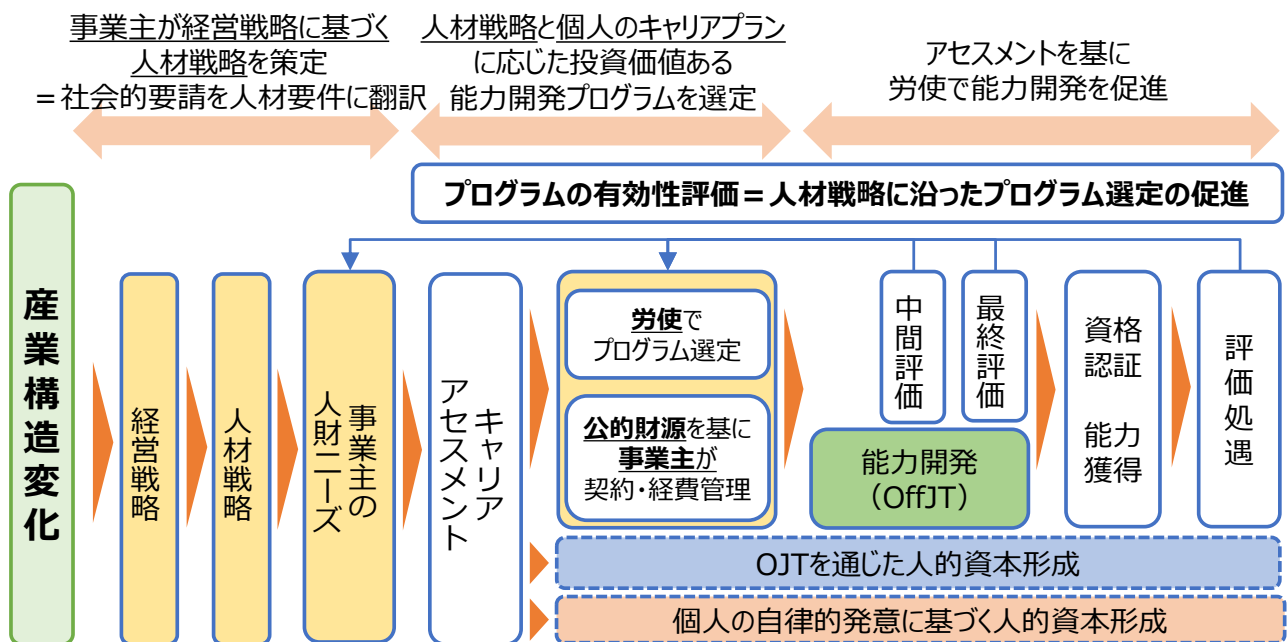 事業主が経営戦略に基づく
人材戦略を策定
＝社会的要請を人材要件に翻訳
人材戦略と個人のキャリアプラン
に応じた投資価値ある
能力開発プログラムを選定
アセスメントを基に
労使で能力開発を促進
プログラムの有効性評価＝人材戦略に沿ったプログラム選定の促進
産業構造変化
経営戦略
人材戦略
事業主の
人財ニーズ
キャリア
アセスメント
労使で
プログラム選定
公的財源を基に
事業主が
契約・経費管理
中間評価
最終評価
能力開発
（OffJT）
資格
認証
能力
獲得
評価処遇
OJTを通じた人的資本形成
個人の自律的発意に基づく人的資本形成